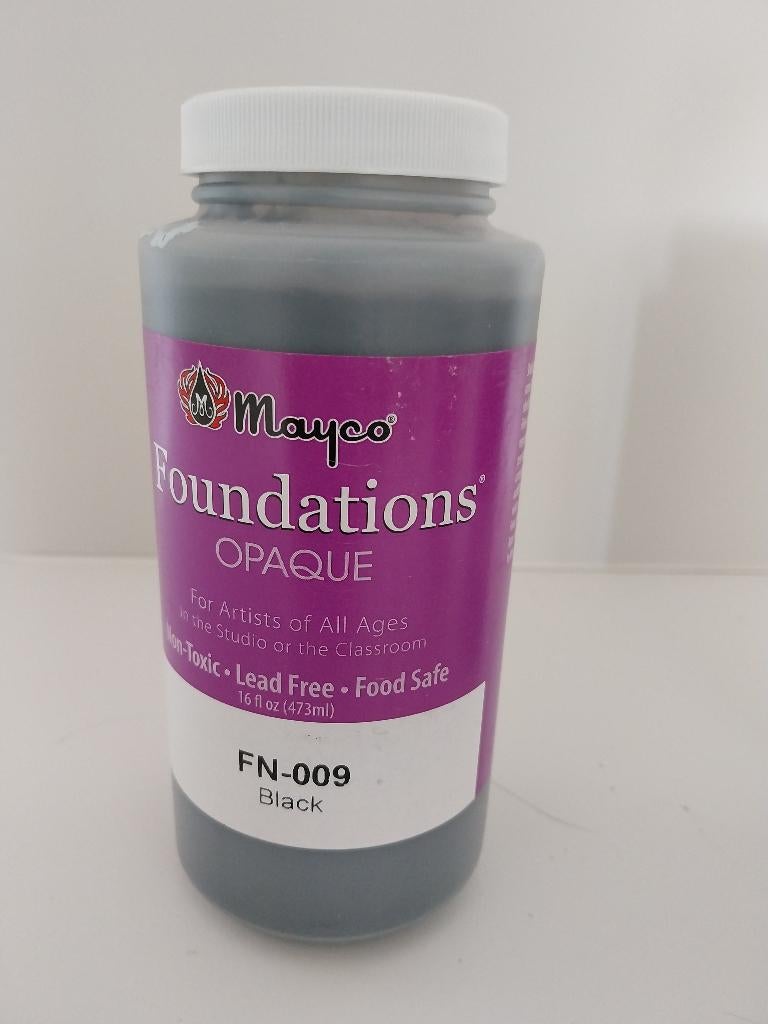 Mayco®
Foundations®
OPAQUE
For Artists of All Ages
in the Studio or the Classroom
Non-Toxic • Lead Free • Food Safe
16 fl oz (473ml)
FN-009
Black